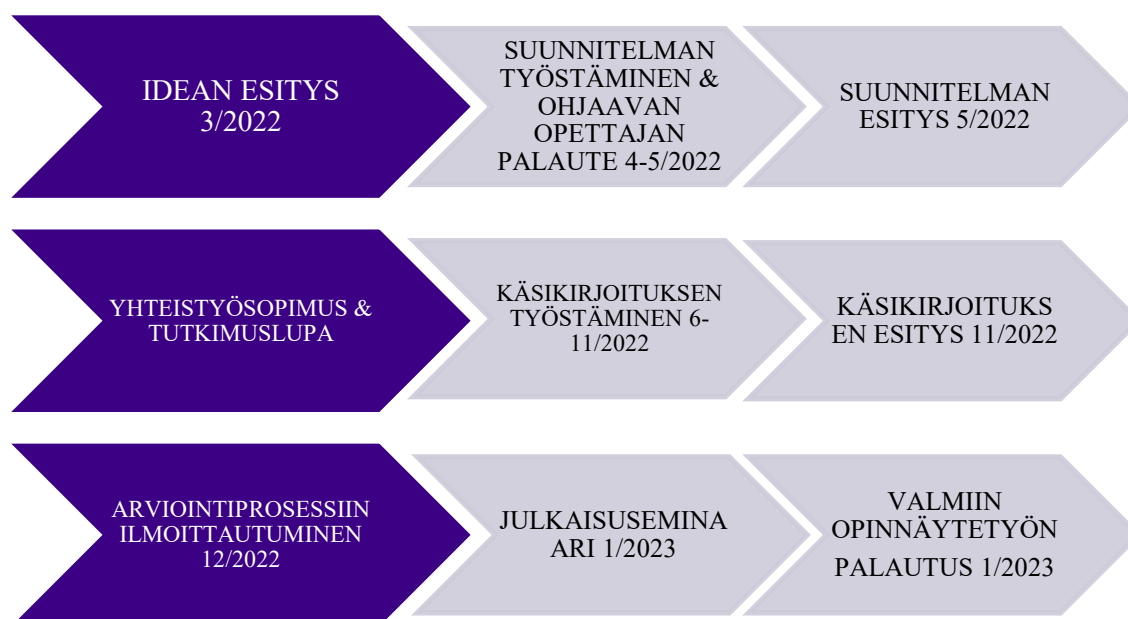 IDEAN ESITYS
3/2022
SUUNNITELMAN
TYÖSTÄMINEN &
OHJAAVAN
OPETTAJAN
PALAUTE 4-5/2022
SUUNNITELMAN
ESITYS 5/2022
YHTEISTYÖSOPIMUS &
TUTKIMUSLUPA
KÄSIKIRJOITUKSEN
TYÖSTÄMINEN 6-
11/2022
KÄSIKIRJOITUKS
EN ESITYS 11/2022
ARVIOINTIPROSESSIIN
ILMOITTAUTUMINEN
12/2022
JULKAISUSEMINA
ARI 1/2023
VALMIIN
OPINNÄYTETYÖN
PALAUTUS 1/2023